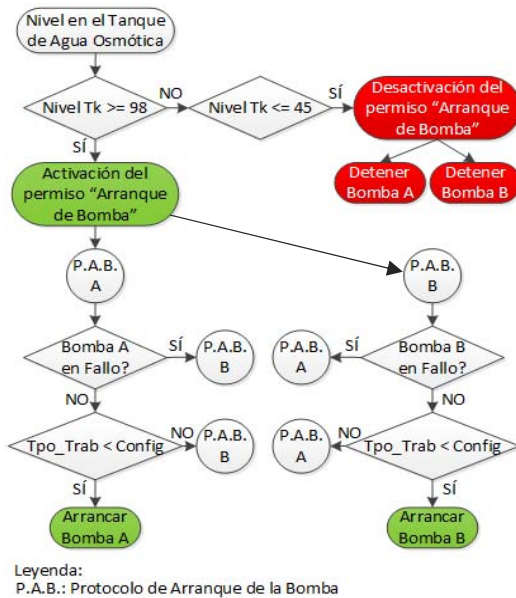 Nivel en el Tanque
de Agua Osmótica
Nivel Tk >= 98
NO
Nivel Tk <= 45
SÍ
Desactivación del
permiso "Arranque
de Bomba"
SÍ
Detener
Bomba A
Detener
Bomba B
Activación del
permiso "Arranque
de Bomba"
P.A.B.
A
P.A.B.
B
Bomba A
en Fallo?
SÍ
P.A.B.
B
P.A.B.
A
SÍ
Bomba B
en Fallo?
NO
NO
Tpo_Trab < Config
NO
P.A.B.
B
P.A.B.
A
NO
Tpo_Trab < Config
SÍ
SÍ
Arrancar
Bomba A
Arrancar
Bomba B
Leyenda:
P.A.B.: Protocolo de Arranque de la Bomba